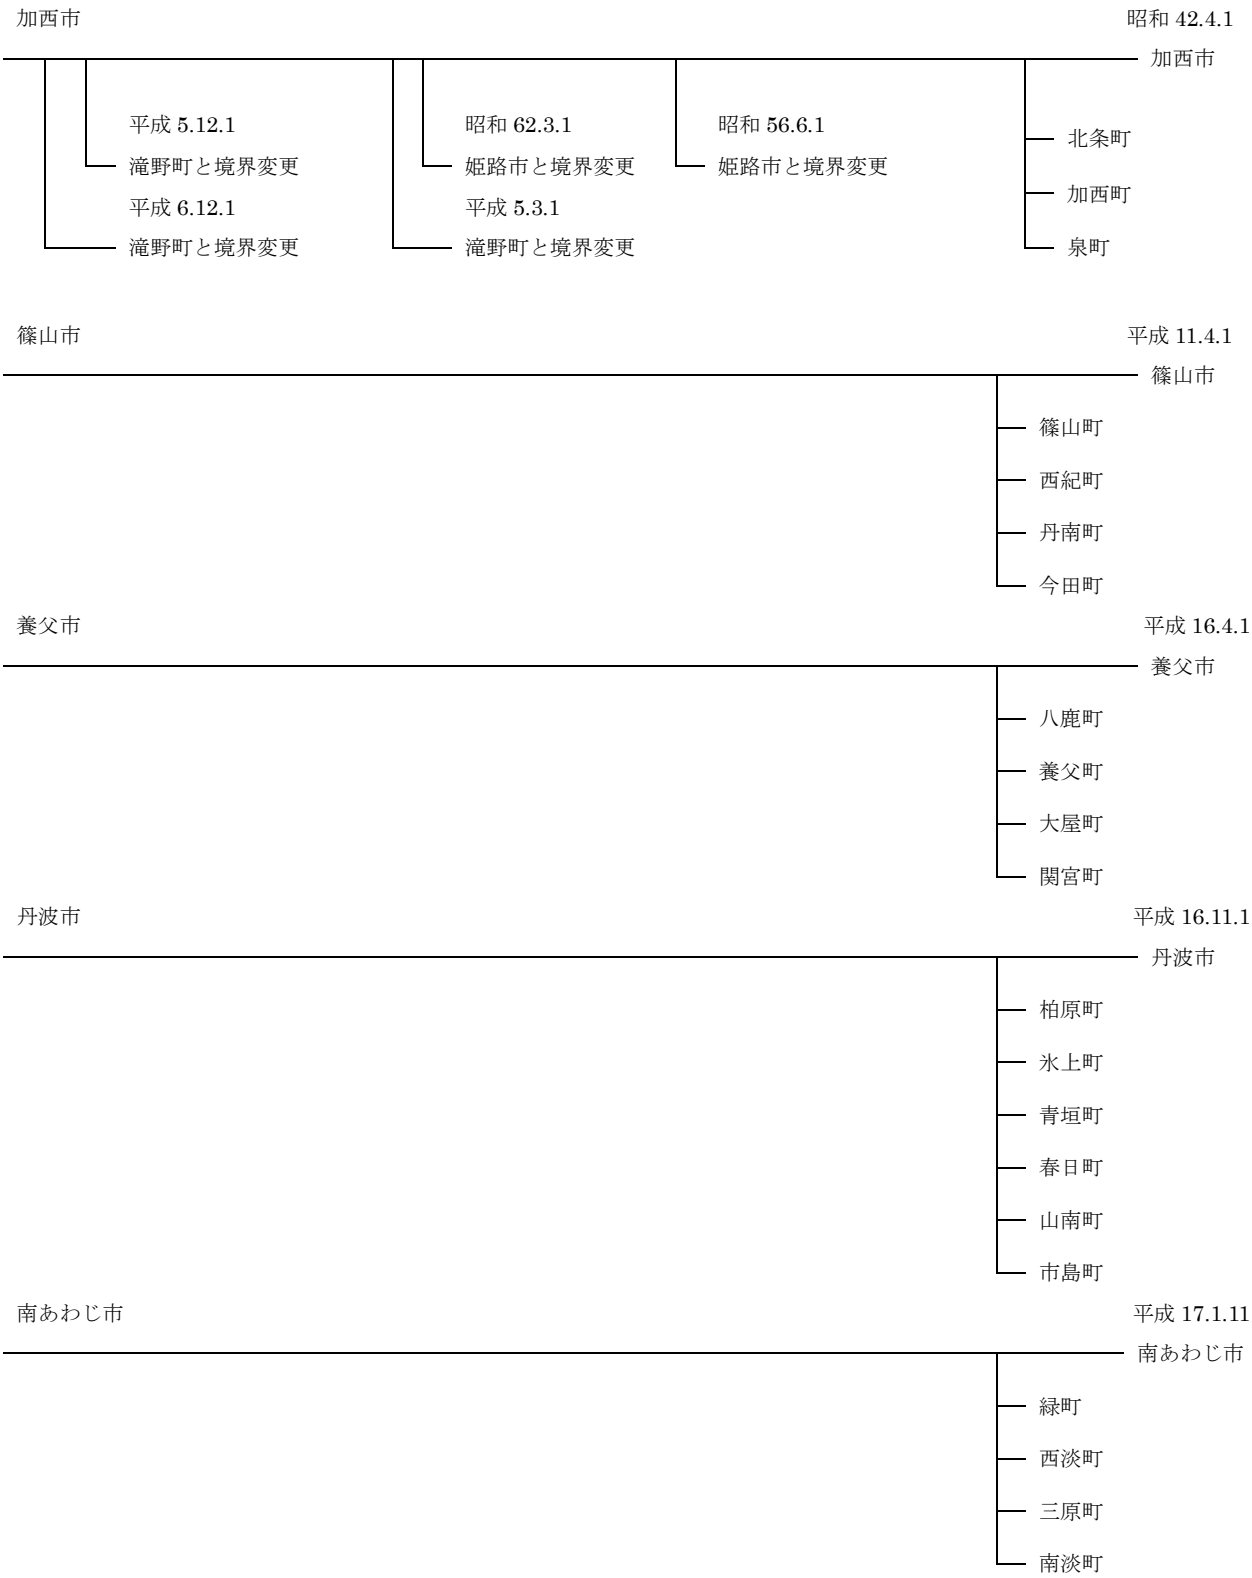 加西市
昭和 42.4.1
加西市
平成 5.12.1
昭和 62.3.1
昭和 56.6.1
北条町
滝野町と境界変更
姫路市と境界変更
姫路市と境界変更
加西町
平成 6.12.1
平成 5.3.1
滝野町と境界変更
滝野町と境界変更
泉町
篠山市
平成 11.4.1
篠山市
篠山町
西紀町
丹南町
今田町
養父市
平成 16.4.1
養父市
八鹿町
養父町
大屋町
関宮町
丹波市
平成 16.11.1
丹波市
柏原町
氷上町
青垣町
春日町
山南町
市島町
南あわじ市
平成 17.1.11
南あわじ市
緑町
西淡町
三原町
南淡町